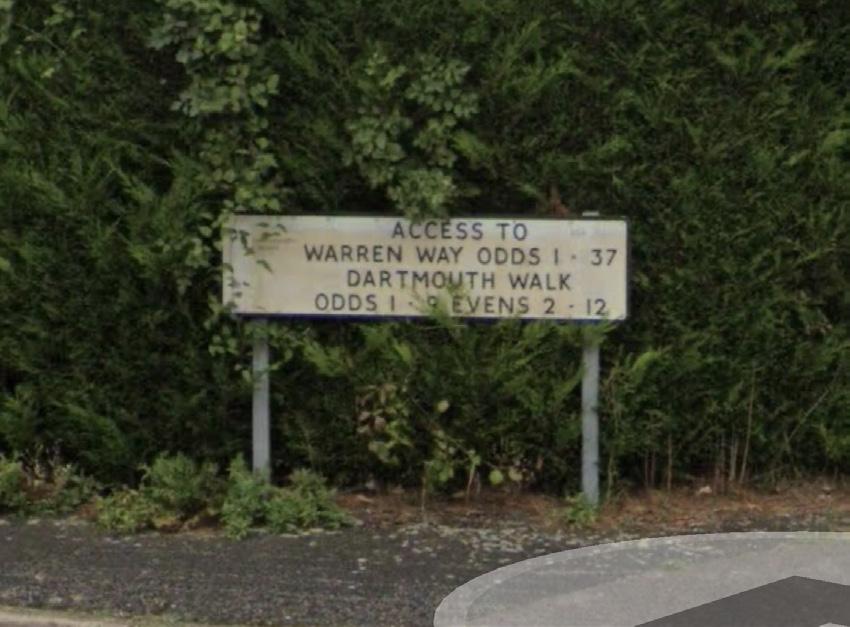 ACCESS TO
WARREN WAY ODDS 1 - 37
DARTMOUTH WALK
ODDS 1 - 9 EVENS 2 - 12